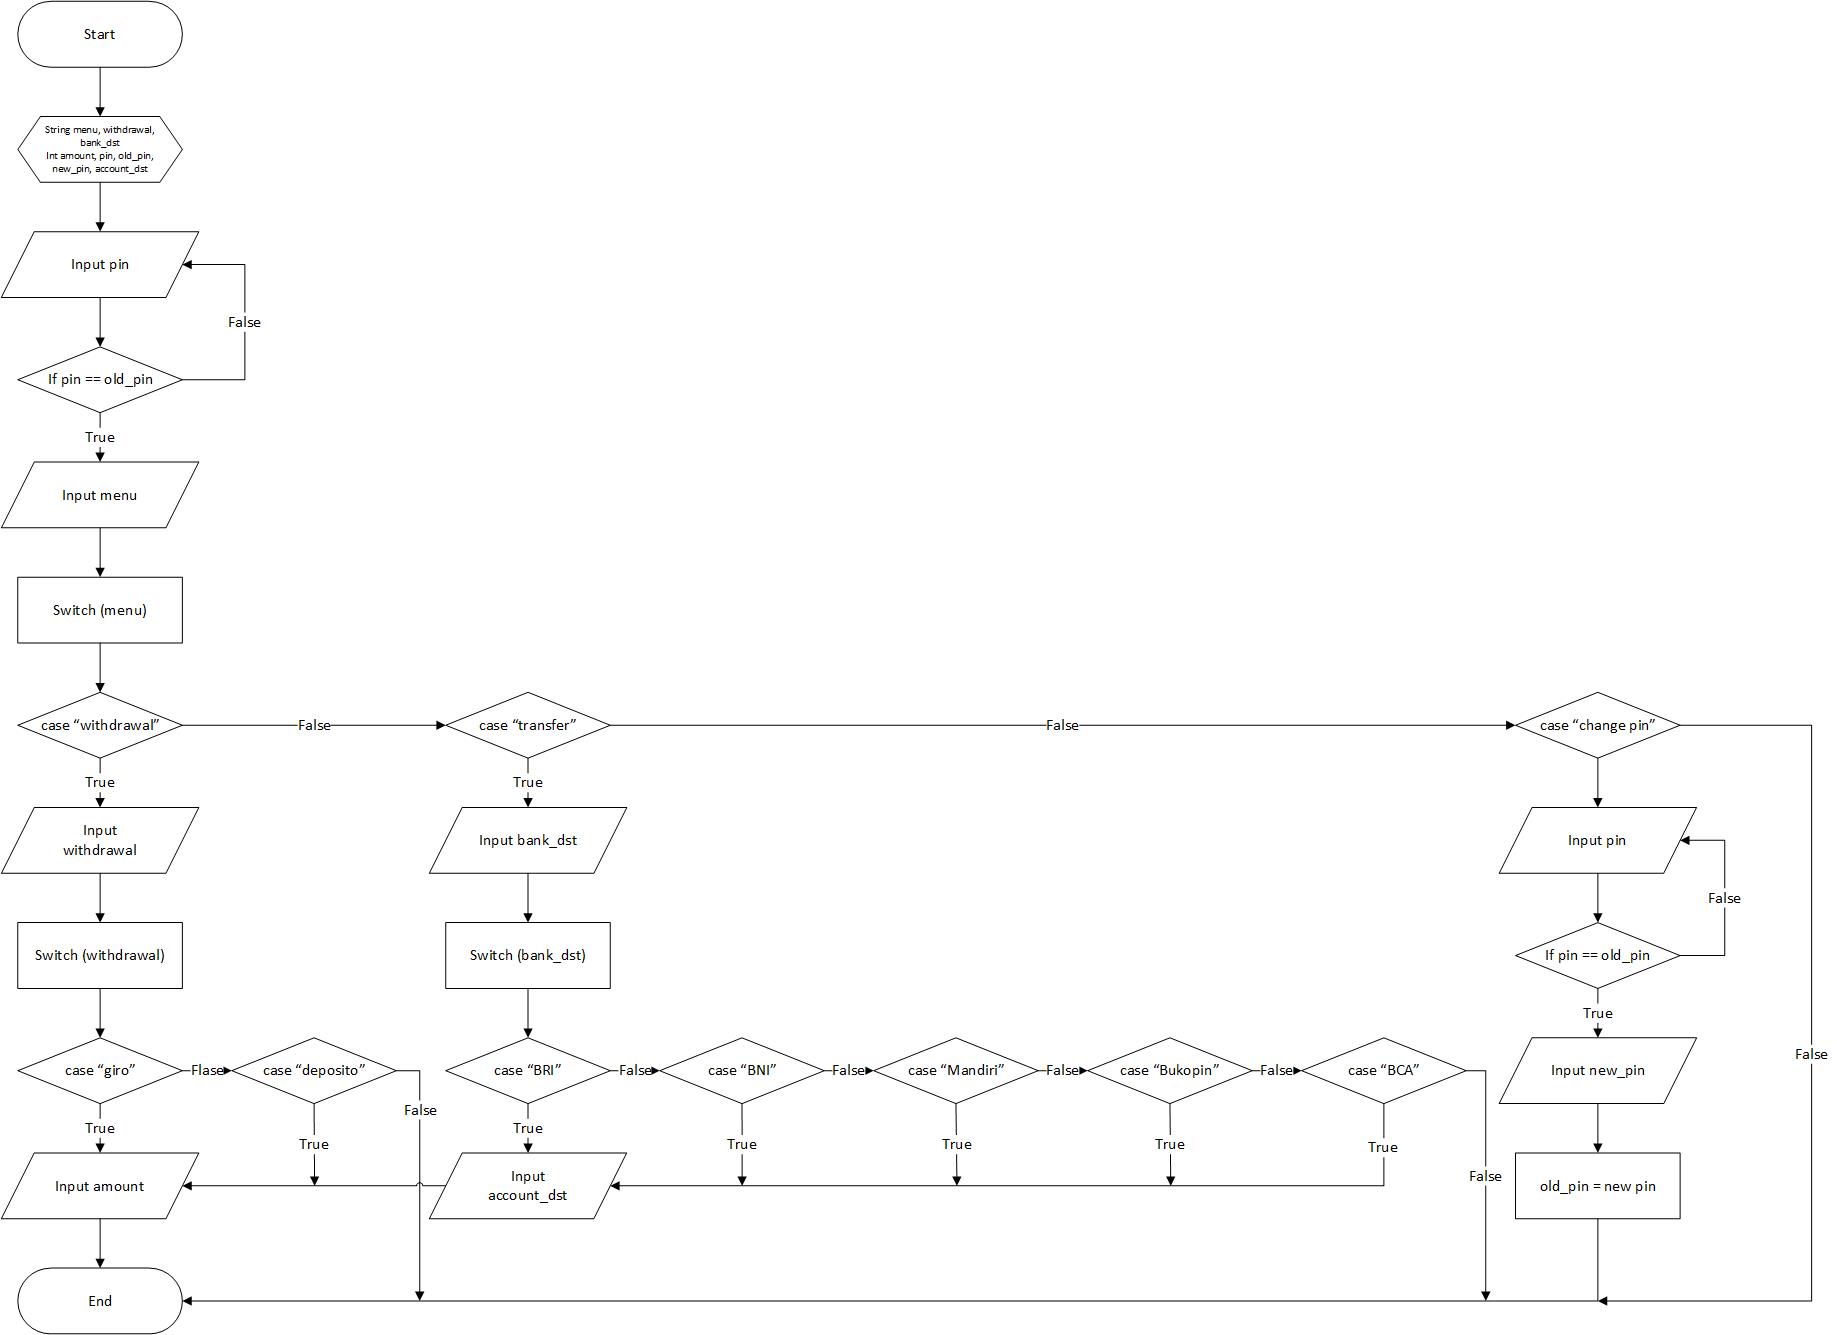 Start
String menu, withdrawal,
bank_dst
Int amount, pin, old_pin,
new_pin, account_dst
Input pin
False
If pin == old_pin
True
Input menu
Switch (menu)
case “withdrawal”
False
case “transfer”
False
case “change pin”
True
True
Input
withdrawal
Input bank_dst
Input pin
False
Switch (withdrawal)
Switch (bank_dst)
If pin == old_pin
True
False
case “giro”
Flase
case “deposito”
case “BRI”
False
case “BNI”
False
case “Mandiri”
False
case “Bukopin”
False
case “BCA”
Input new_pin
False
True
True
True
True
True
True
True
False
Input amount
Input
account_dst
old_pin = new pin
End